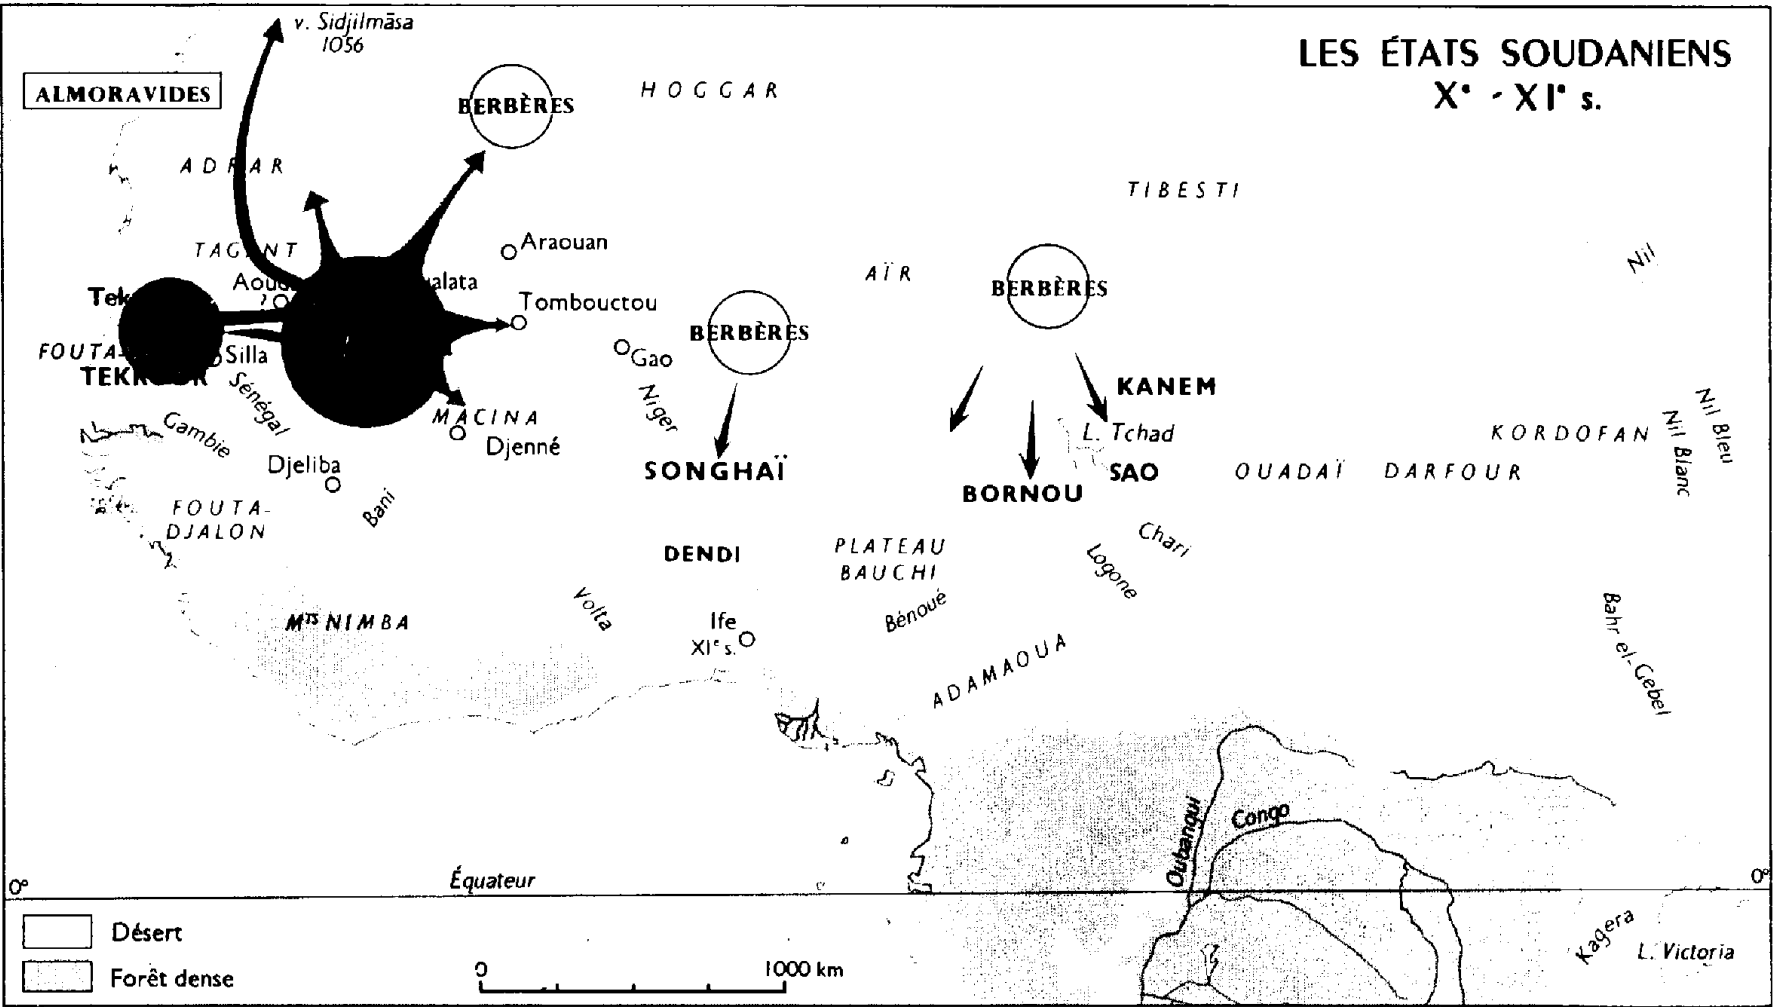 v. Sidjilmāsa
1056
LES ÉTATS SOUDANIENS
Xᵉ - XIᵉ s.
ALMORAVIDES
BERBÈRES
HOGGAR
ADRAR
TIBESTI
TAGANT
Araouan
Nil
AÏR
BERBÈRES
Tombouctou
BERBÈRES
Gao
FOUTA-
Silla
Sénégal
Niger
KANEM
MACINA
Djenné
Gambie
L. Tchad
KORDOFAN
Nil Bleu
Nil Blanc
Djeliba
SONGHAÏ
SAO
OUADAÏ
DARFOUR
BORNOU
Bani
FOUTA-
DJALON
Chari
DENDI
PLATEAU
BAUCHI
Logone
Volta
Bénoué
MTS NIMBA
Ife
XIᵉ s.
Bahr el-Gebel
ADAMAOUA
Oubangui
Congo
0°
Équateur
0°
Désert
Kagera
L. Victoria
Forêt dense
0
1000 km